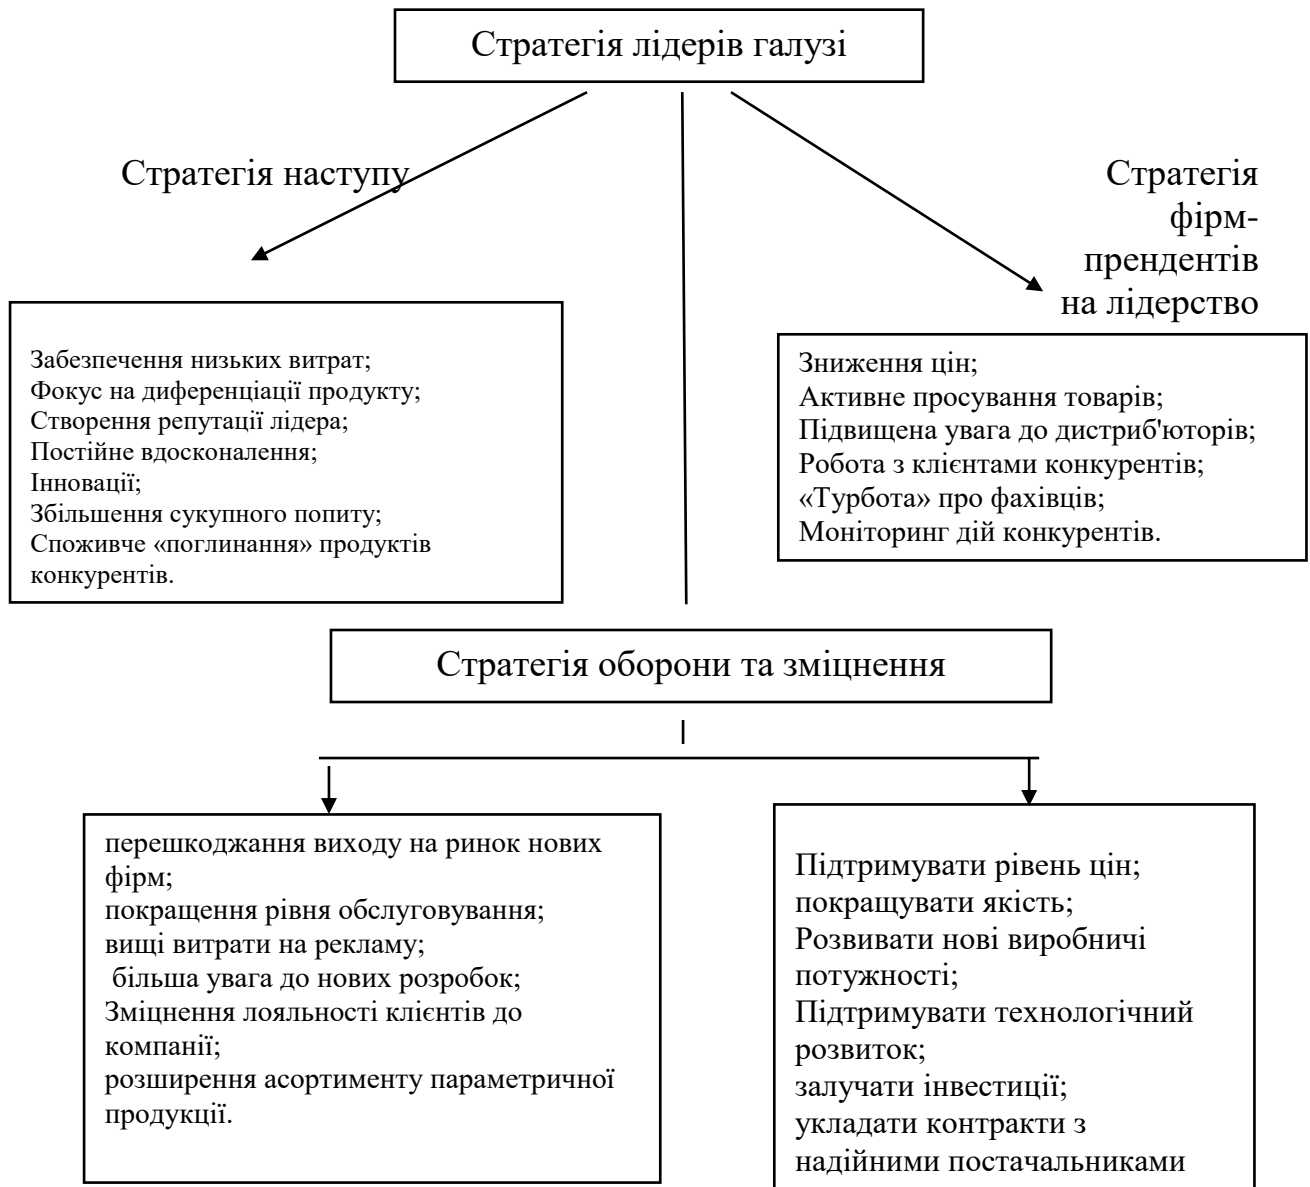 Стратегія лідерів галузі
Стратегія наступу
Стратегія
фірм-
прендентів
на лідерство
Забезпечення низьких витрат;
Фокус на диференціації продукту;
Створення репутації лідера;
Постійне вдосконалення;
Інновації;
Збільшення сукупного попиту;
Споживче «поглинання» продуктів
конкурентів.
Зниження цін;
Активне просування товарів;
Підвищена увага до дистриб'юторів;
Робота з клієнтами конкурентів;
«Турбота» про фахівців;
Моніторинг дій конкурентів.
Стратегія оборони та зміцнення
перешкоджання виходу на ринок нових
фірм;
покращення рівня обслуговування;
вищі витрати на рекламу;
більша увага до нових розробок;
Зміцнення лояльності клієнтів до
компанії;
розширення асортименту параметричної
продукції.
Підтримувати рівень цін;
покращувати якість;
Розвивати нові виробничі
потужності;
Підтримувати технологічний
розвиток;
залучати інвестиції;
укладати контракти з
надійними постачальниками